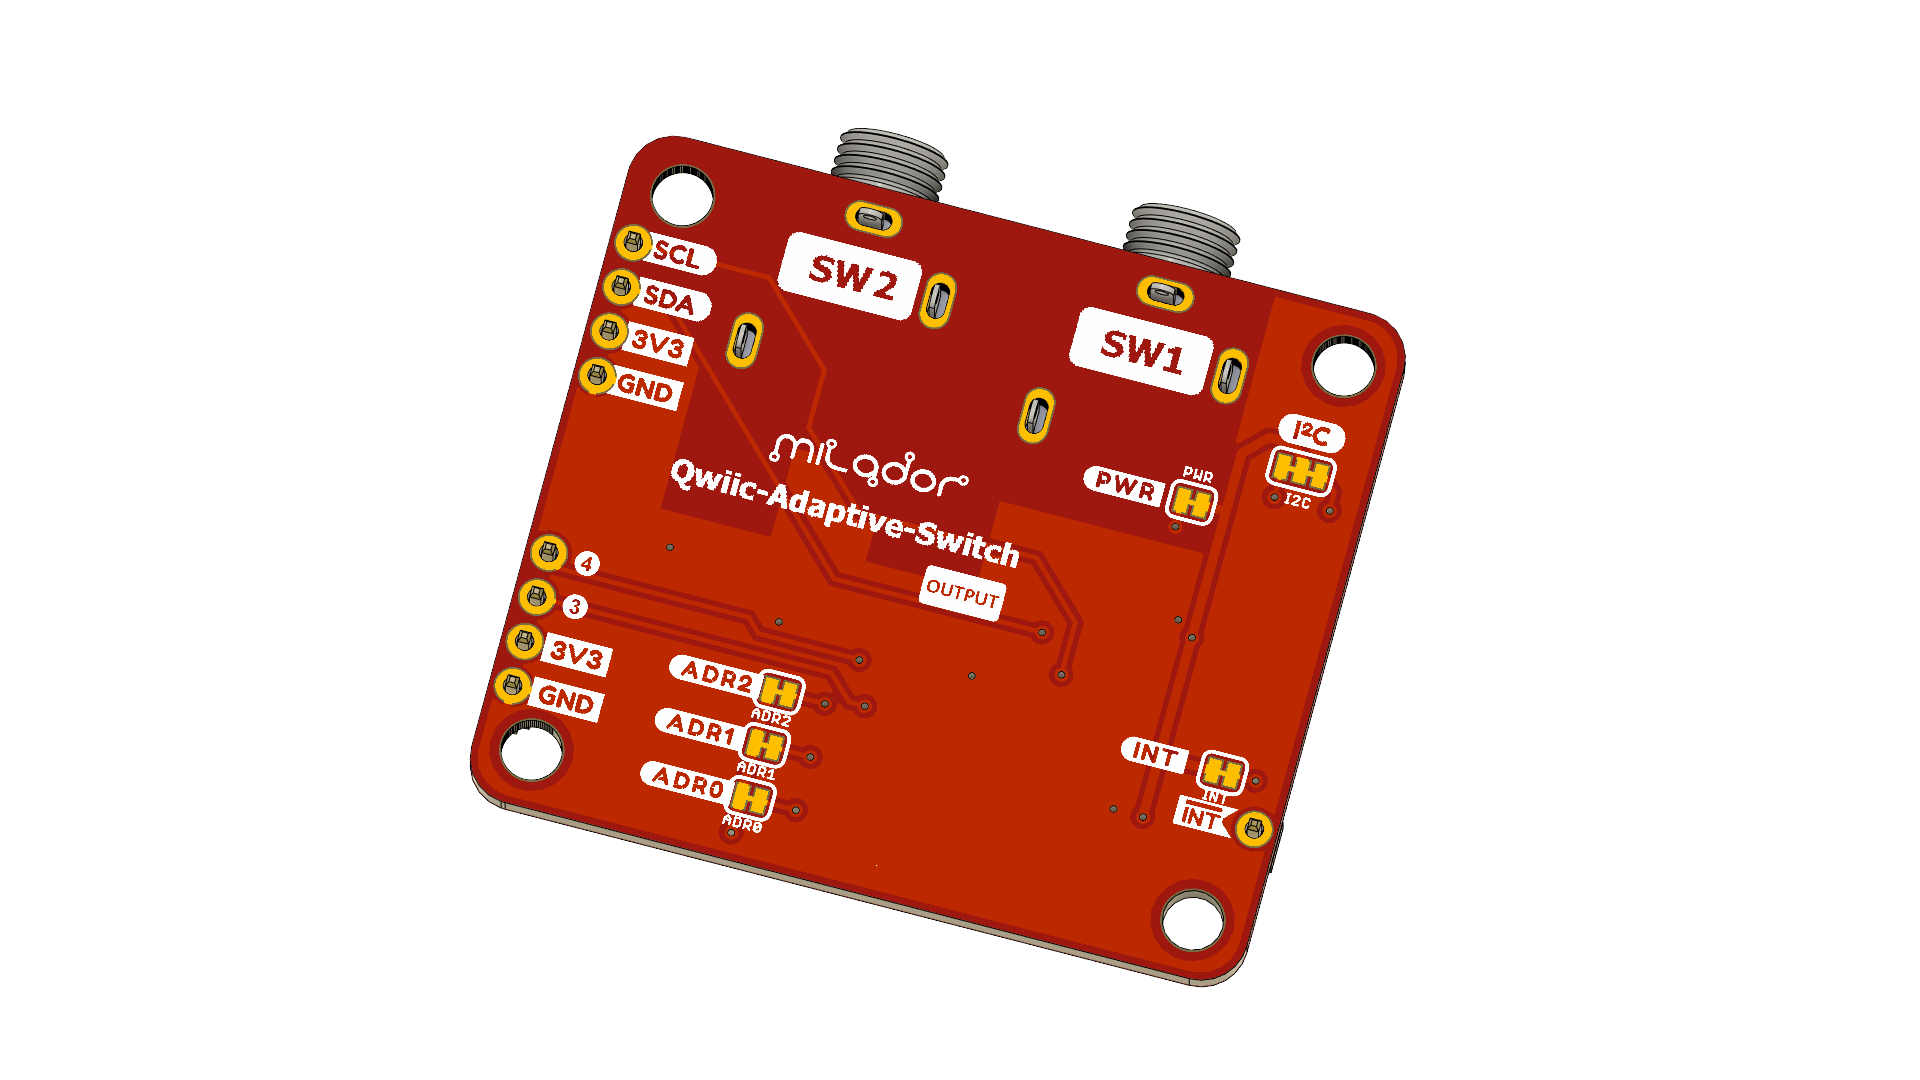 SCL
SDA
3V3
GND
SW2
SW1
milador
Qwiic-Adaptive-Switch
OUTPUT
PWR
PWR
I²C
I2C
4
3
3V3
GND
ADR2
ADR2
ADR1
ADR1
ADR0
ADR0
INT
INT
INT